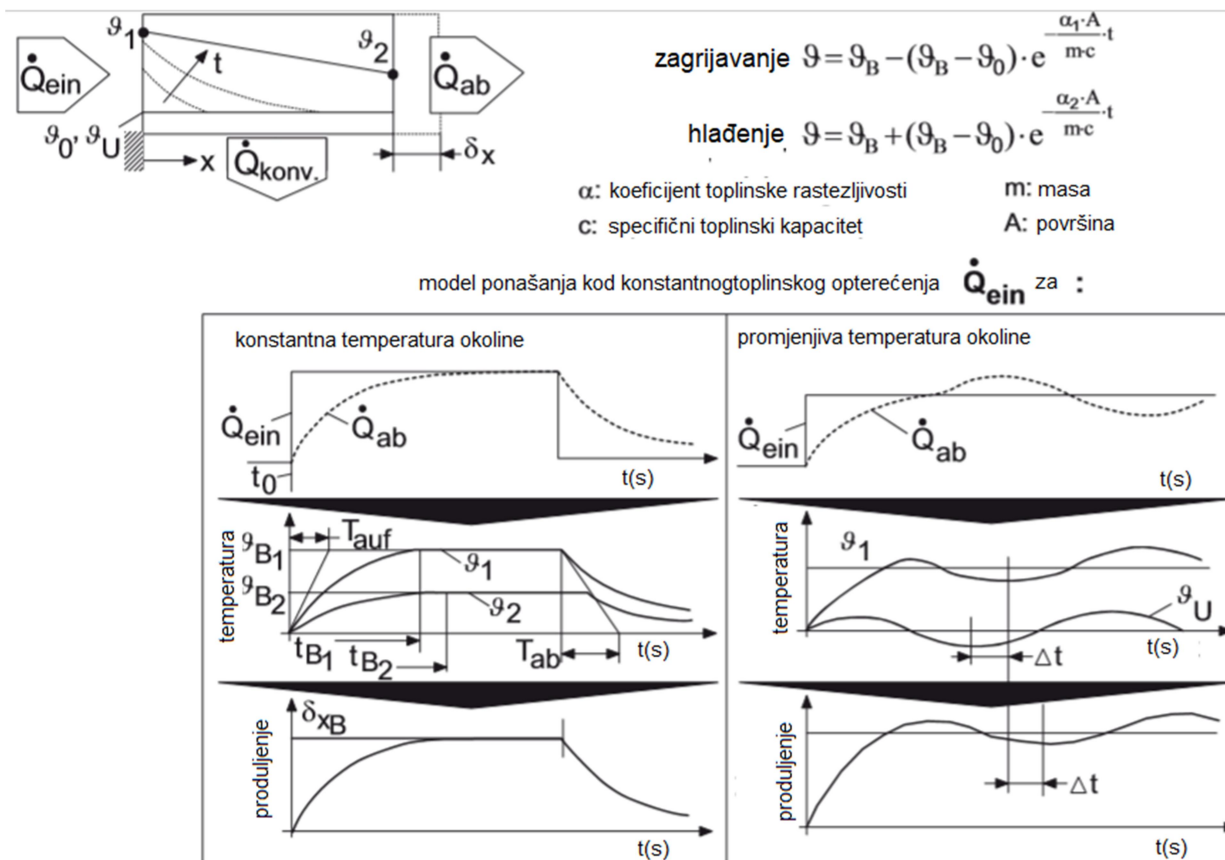 ϑ1
ϑ2
t
Q̇ein
Q̇ab
ϑ0, ϑU
x
Q̇konv.
δx
zagrijavanje ϑ = ϑB − (ϑB − ϑ0) · e^(−(α1·A)/(m·c)·t)
hlađenje , ϑ = ϑB + (ϑB − ϑ0) · e^(−(α2·A)/(m·c)·t)
α: koeficijent toplinske rastezljivosti
m: masa
c: specifični toplinski kapacitet
A: površina
model ponašanja kod konstantnogtoplinskog opterećenja Q̇ein za :
konstantna temperatura okoline
Q̇ein
Q̇ab
t0
t(s)
temperatura
ϑB1
ϑB2
Tauf
ϑ1
ϑ2
tB1
tB2
Tab
t(s)
produljenje
δxB
t(s)
promjenjiva temperatura okoline
Q̇ein
Q̇ab
t(s)
temperatura
ϑ1
ϑU
t(s)
Δt
produljenje
Δt
t(s)